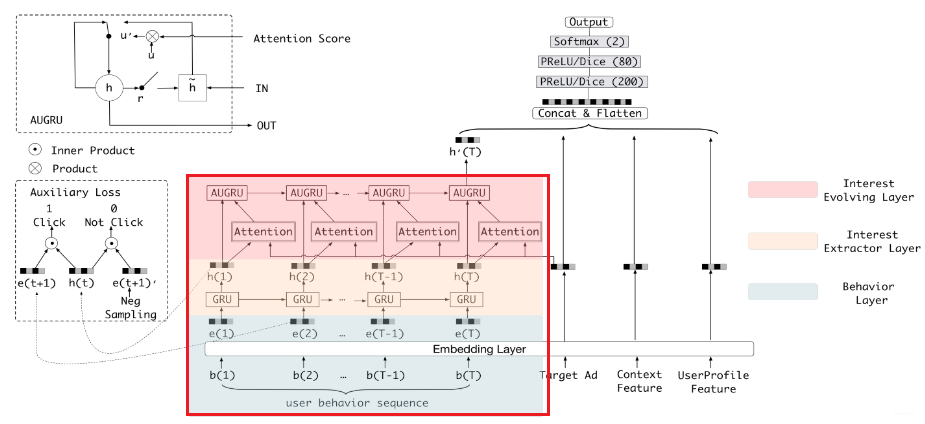 Output
Softmax (2)
PReLU/Dice (80)
PReLU/Dice (200)
Concat & Flatten
u'
u
Attention Score
h
r
h̃
IN
AUGRU
OUT
Inner Product
Product
h'(T)
Auxiliary Loss
1 0
Click Not Click
e(t+1) h(t) e(t+1)'
Neg
Sampling
AUGRU AUGRU ... AUGRU AUGRU
Attention Attention Attention Attention
h(1) h(2) h(T-1) h(T)
GRU GRU ... GRU GRU
e(1) e(2) ... e(T-1) e(T)
Embedding Layer
b(1) b(2) ... b(T-1) b(T)
user behavior sequence
Target Ad
Context
Feature
UserProfile
Feature
Interest
Evolving Layer
Interest
Extractor Layer
Behavior
Layer